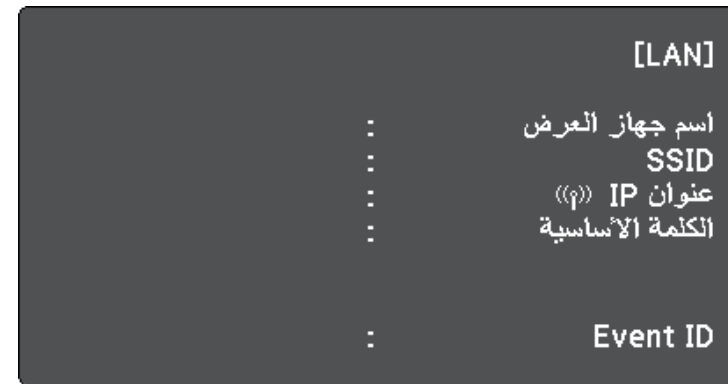 [LAN]
اسم جهاز العرض :
SSID :
عنوان IP :
الكلمة الأساسية :
Event ID :